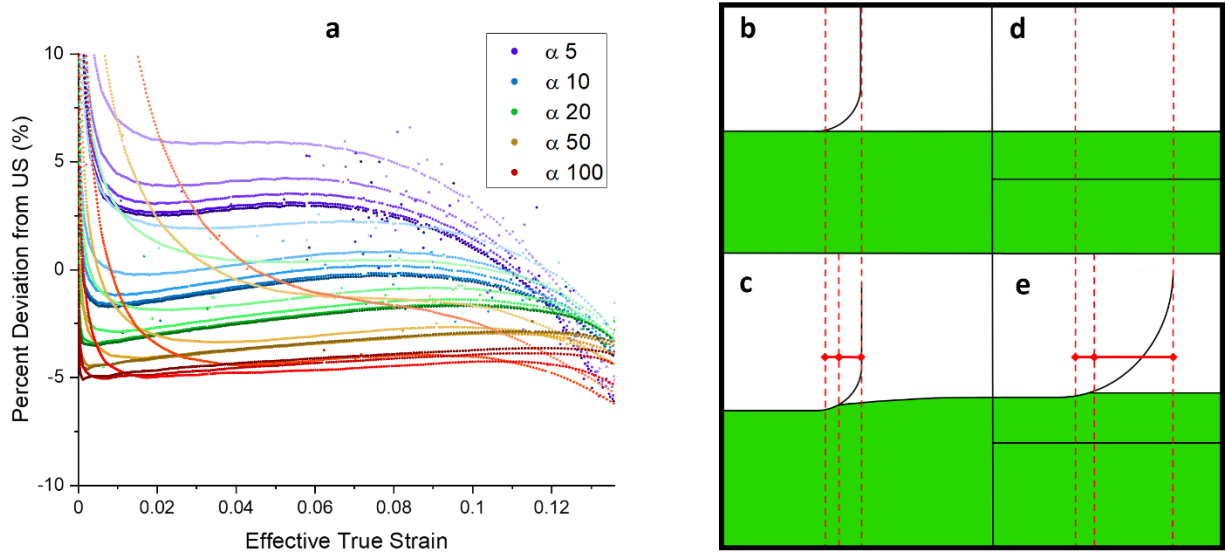 a
10
5
0
-5
-10
Percent Deviation from US (%)
α 5
α 10
α 20
α 50
α 100
0
0.02
0.04
0.06
0.08
0.10
0.12
Effective True Strain
b
d
c
e